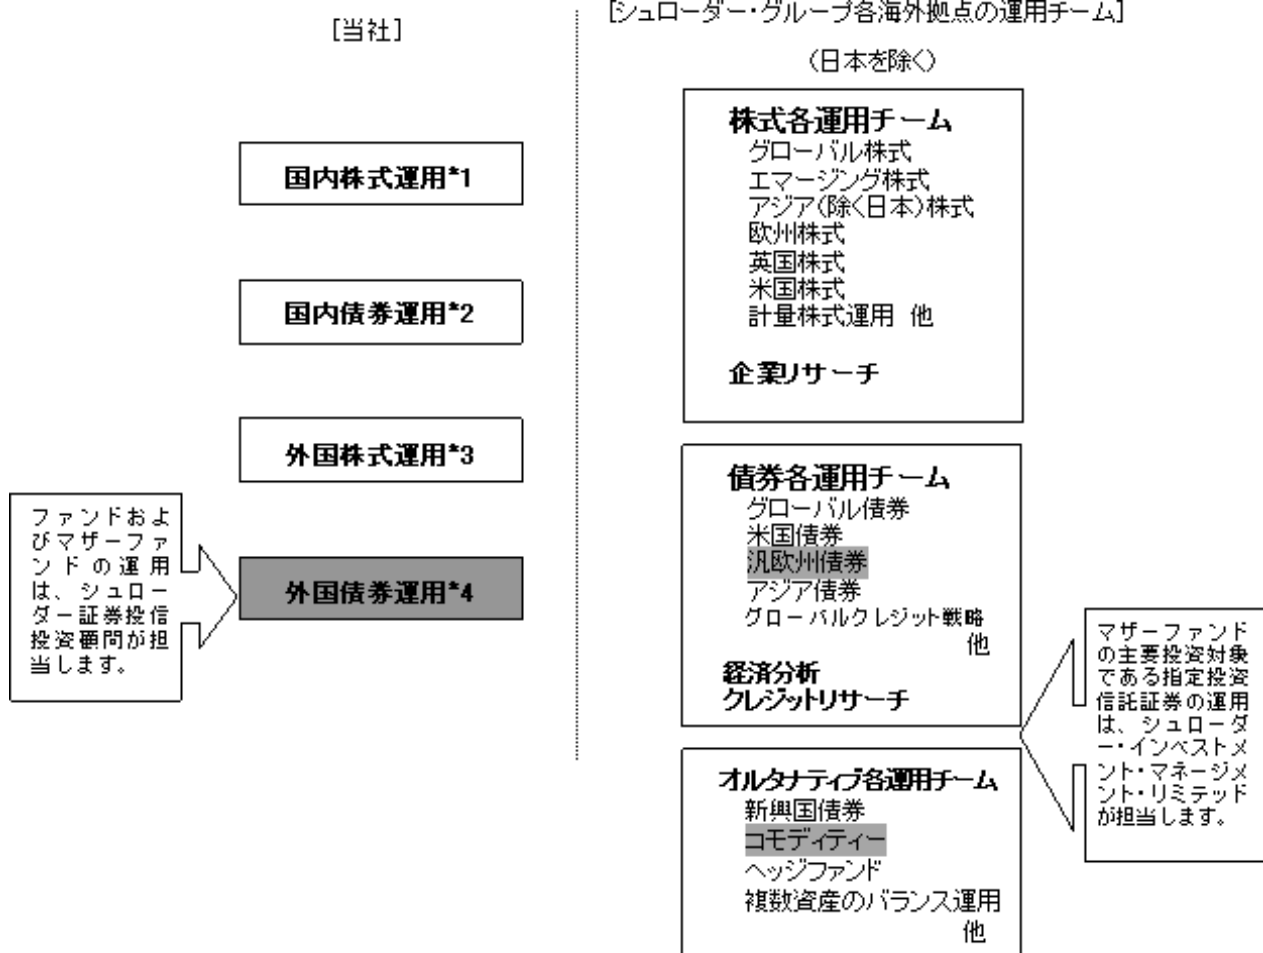 [当社]
国内株式運用*1
国内債券運用*2
外国株式運用*3
外国債券運用*4
ファンドおよ
びマザーファ
ンドの運用
は、シュロー
ダー証券投信
投資顧問が担
当します。
[シュローダー・グループ各海外拠点の運用チーム]
(日本を除く)
株式各運用チーム
グローバル株式
エマージング株式
アジア(除く日本)株式
欧州株式
英国株式
米国株式
計量株式運用 他
企業リサーチ
債券各運用チーム
グローバル債券
米国債券
汎欧州債券
アジア債券
グローバルクレジット戦略
他
経済分析
クレジットリサーチ
オルタナティブ各運用チーム
新興国債券
コモディティー
ヘッジファンド
複数資産のバランス運用
他
マザーファンド
の主要投資対象
である指定投資
信託証券の運用
は、シュローダ
ー・インベストメ
ント・マネージメ
ント・リミテッド
が担当します。